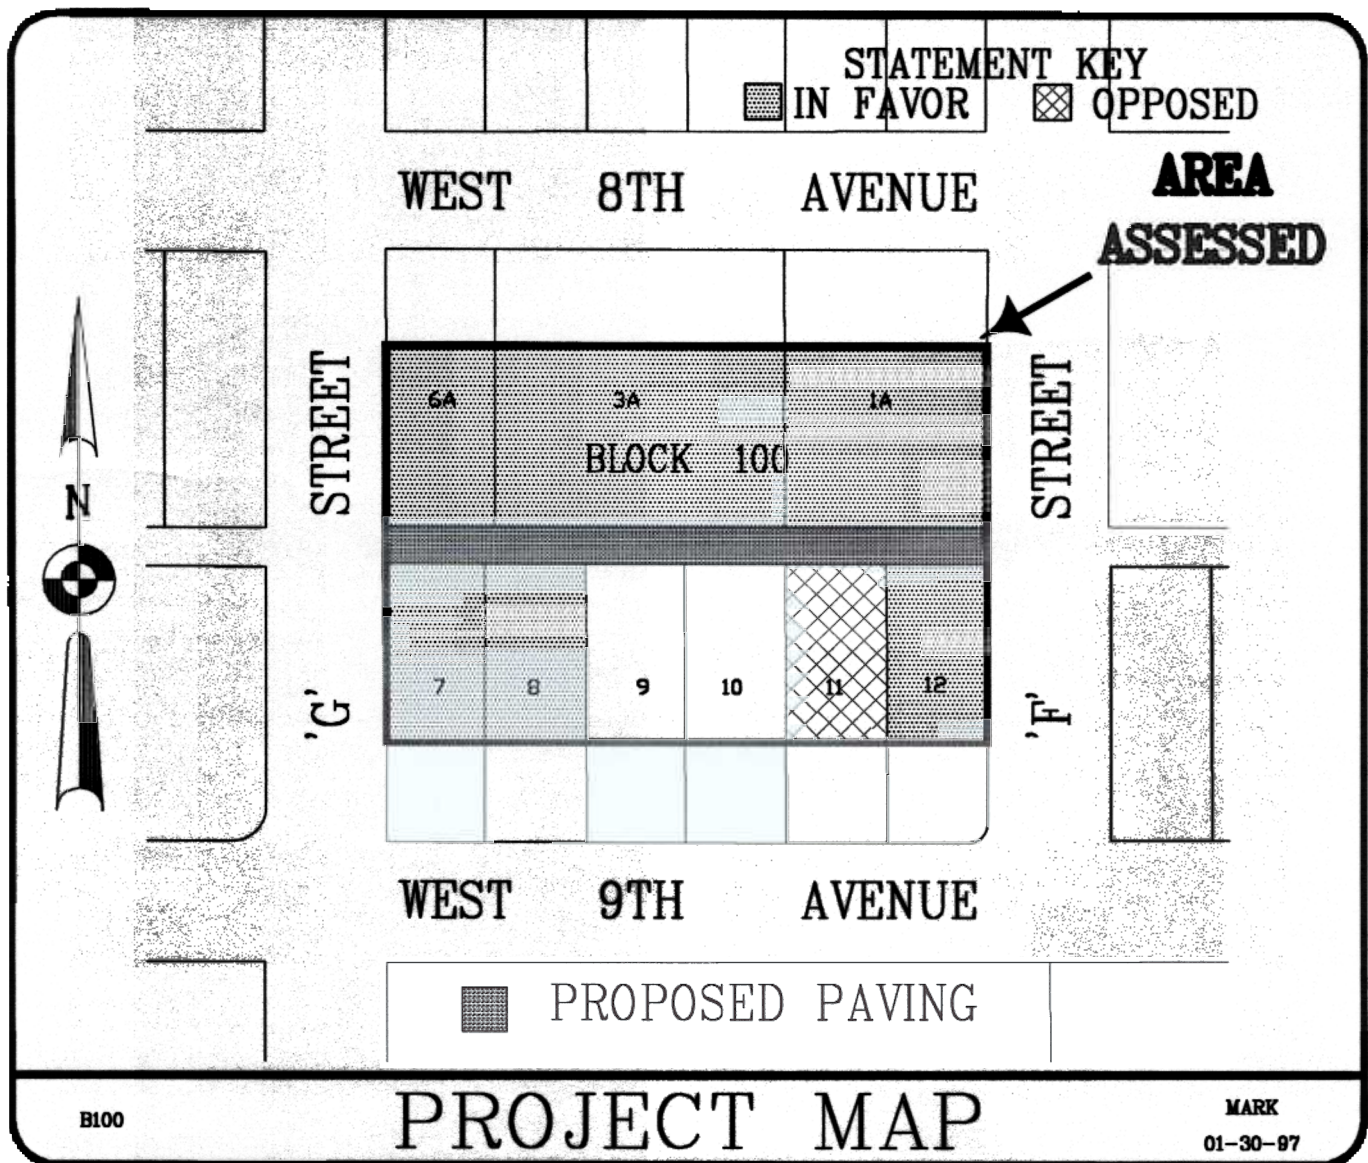 STATEMENT KEY
IN FAVOR OPPOSED
WEST 8TH AVENUE
AREA
ASSESSED
STREET
STREET
6A 3A 1A
BLOCK 100
N
'G'
'F'
7 8 9 10 11 12
WEST 9TH AVENUE
PROPOSED PAVING
B100
PROJECT MAP
MARK
01-30-97